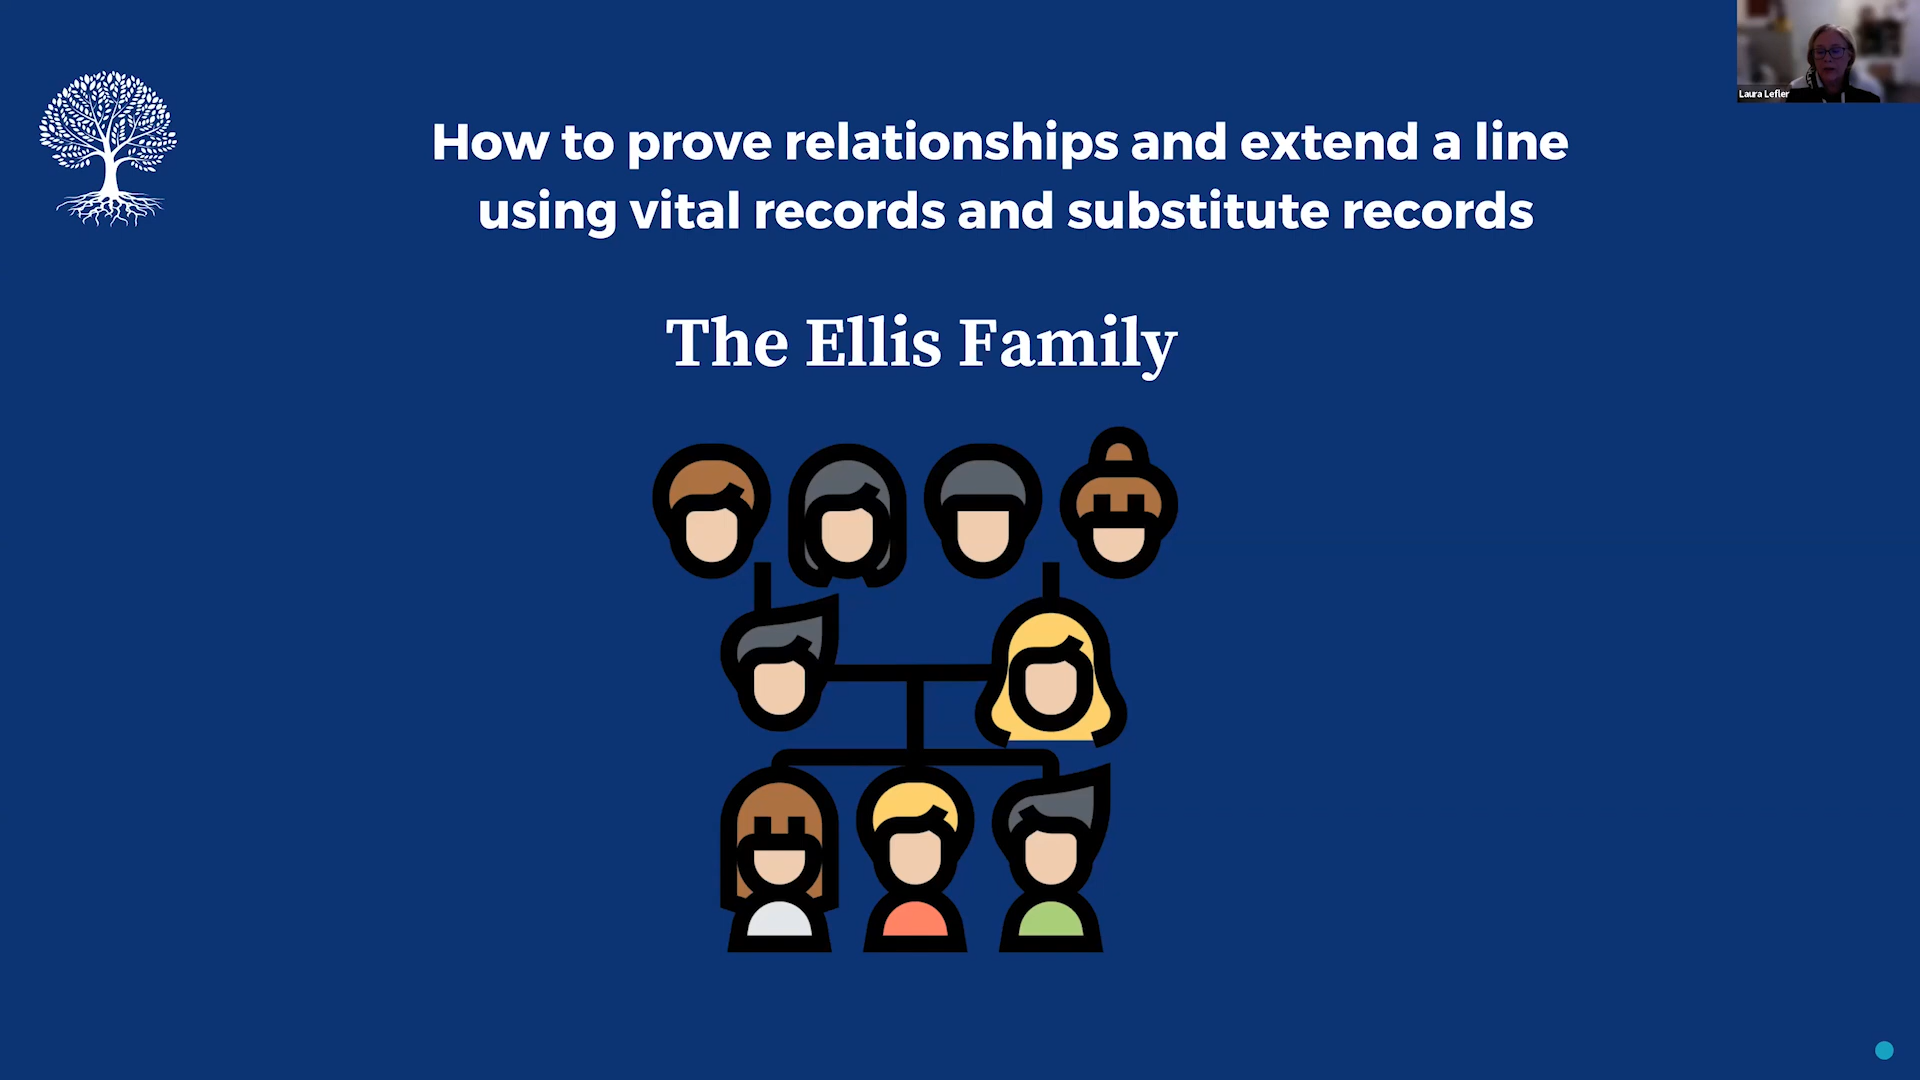 Laura Lefler
How to prove relationships and extend a line
using vital records and substitute records
The Ellis Family